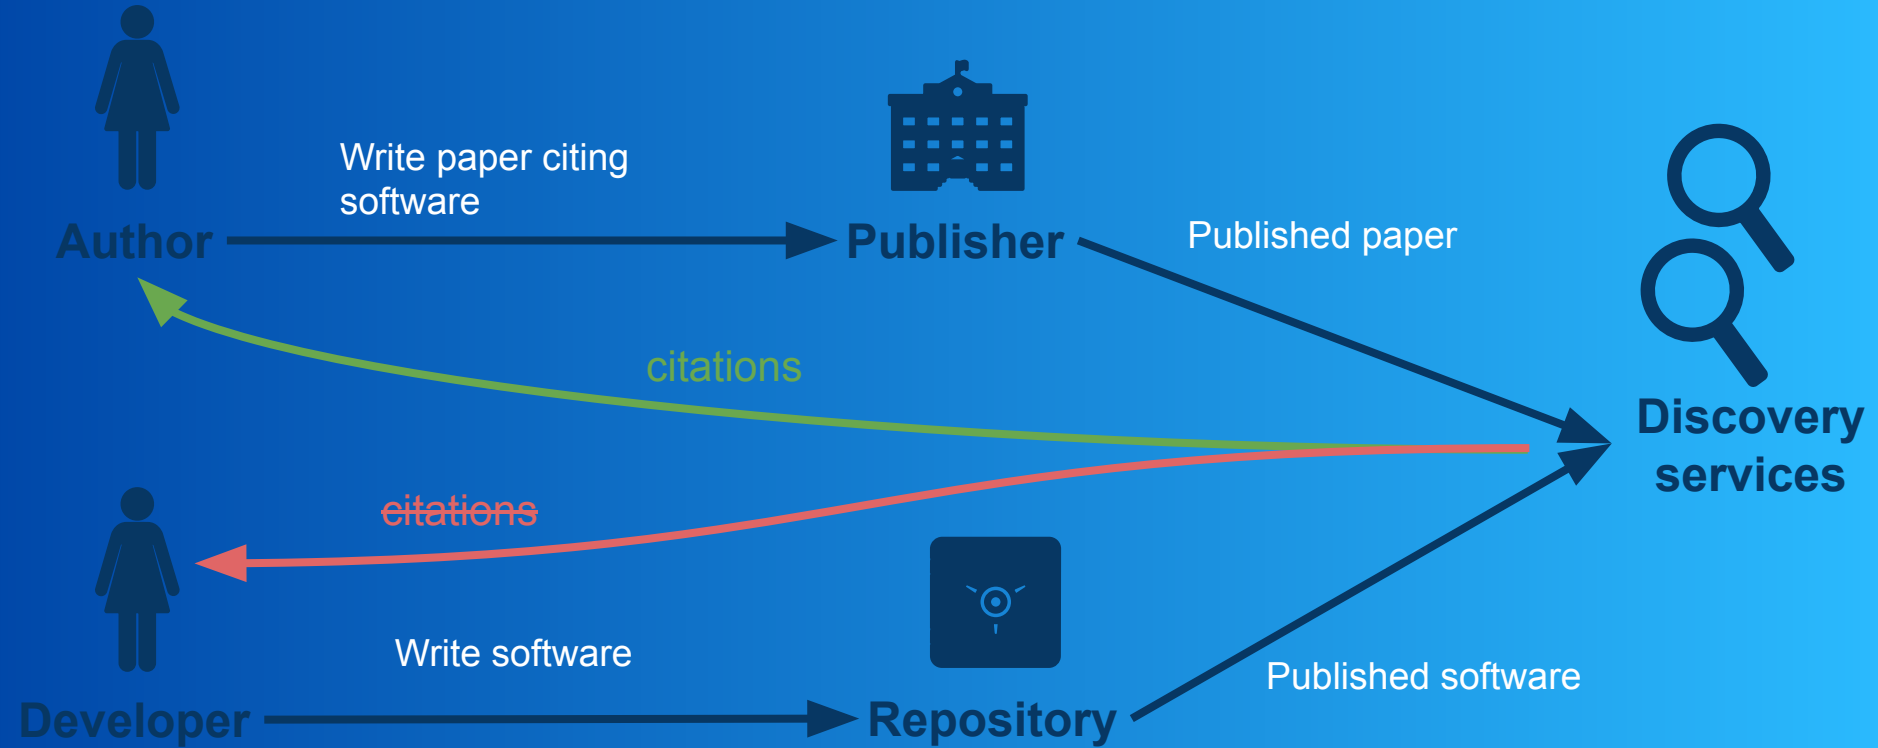 Write paper citing
software
Author
Publisher
Published paper
citations
Discovery
services
citations
Write software
Published software
Developer
Repository